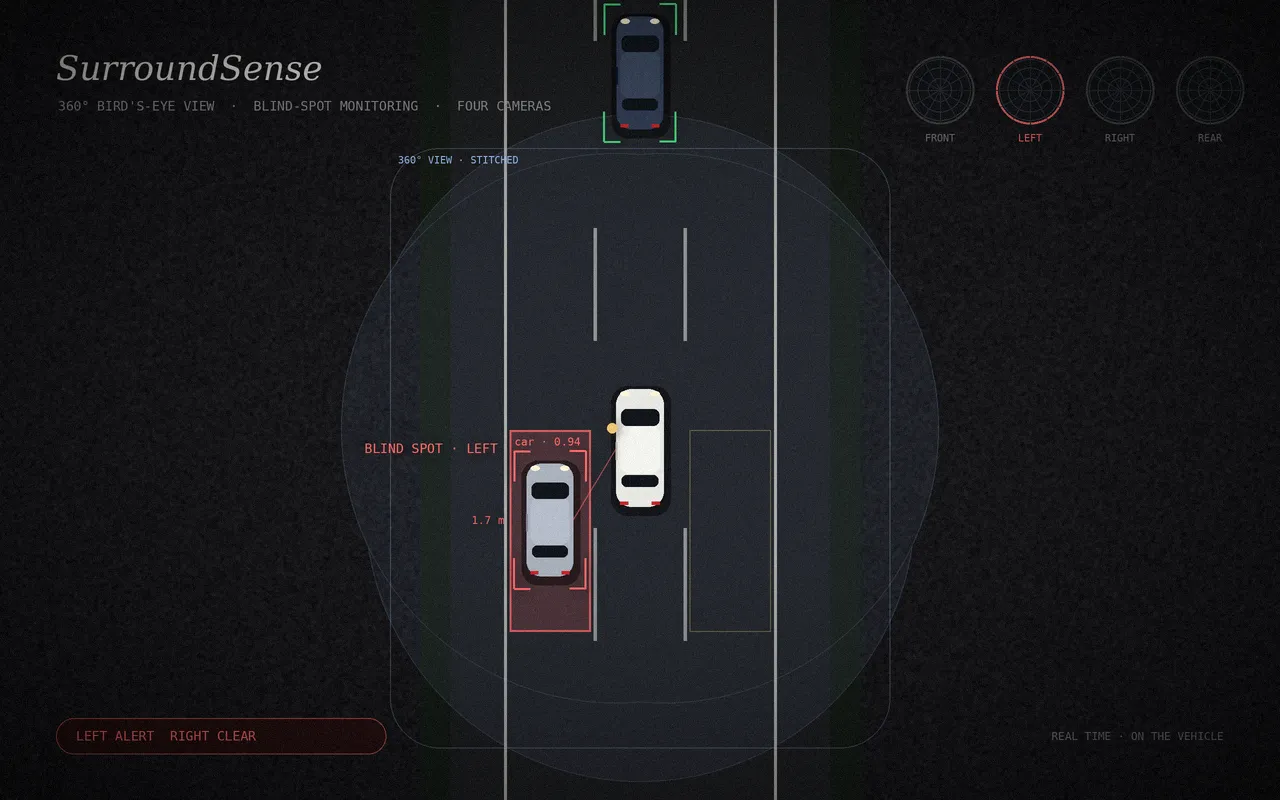 SurroundSense
360° BIRD'S-EYE VIEW · BLIND-SPOT MONITORING · FOUR CAMERAS
FRONT
LEFT
RIGHT
REAR
360° VIEW · STITCHED
car · 0.94
BLIND SPOT · LEFT
1.7 m
LEFT ALERT RIGHT CLEAR
REAL TIME · ON THE VEHICLE